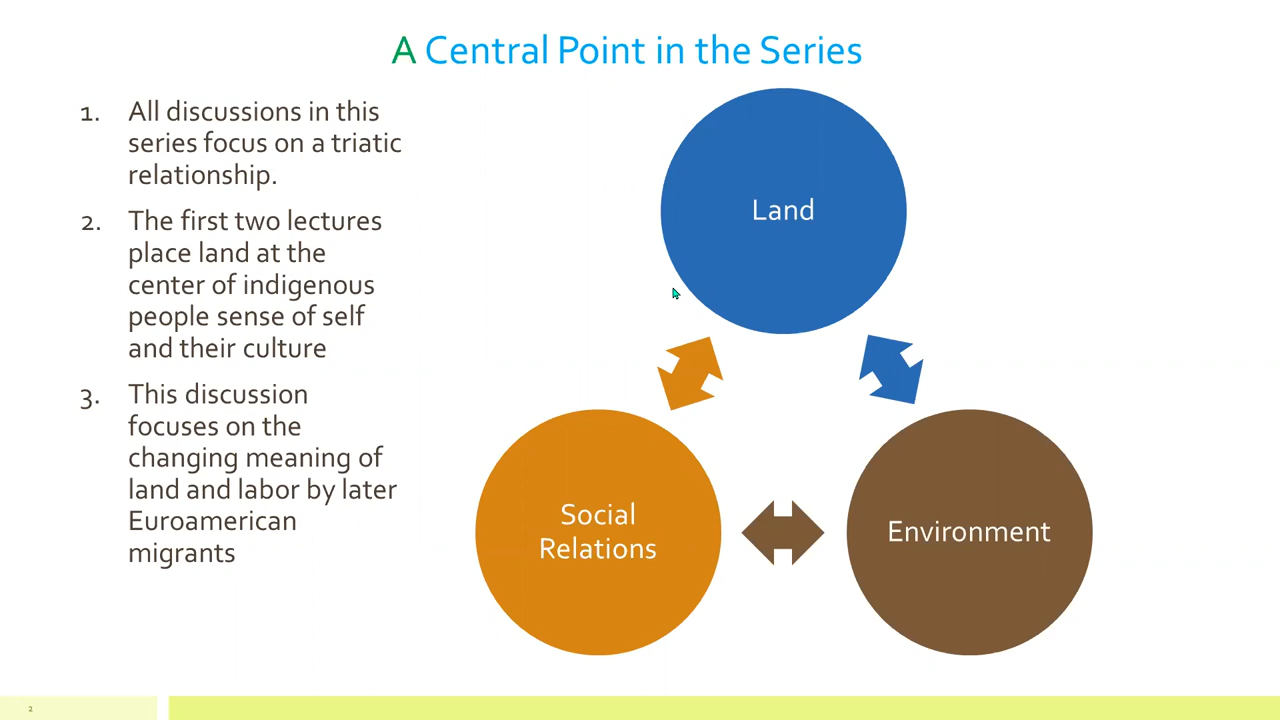 A Central Point in the Series
1. All discussions in this
series focus on a triatic
relationship.
2. The first two lectures
place land at the
center of indigenous
people sense of self
and their culture
3. This discussion
focuses on the
changing meaning of
land and labor by later
Euroamerican
migrants
Land
Social
Relations
Environment
2